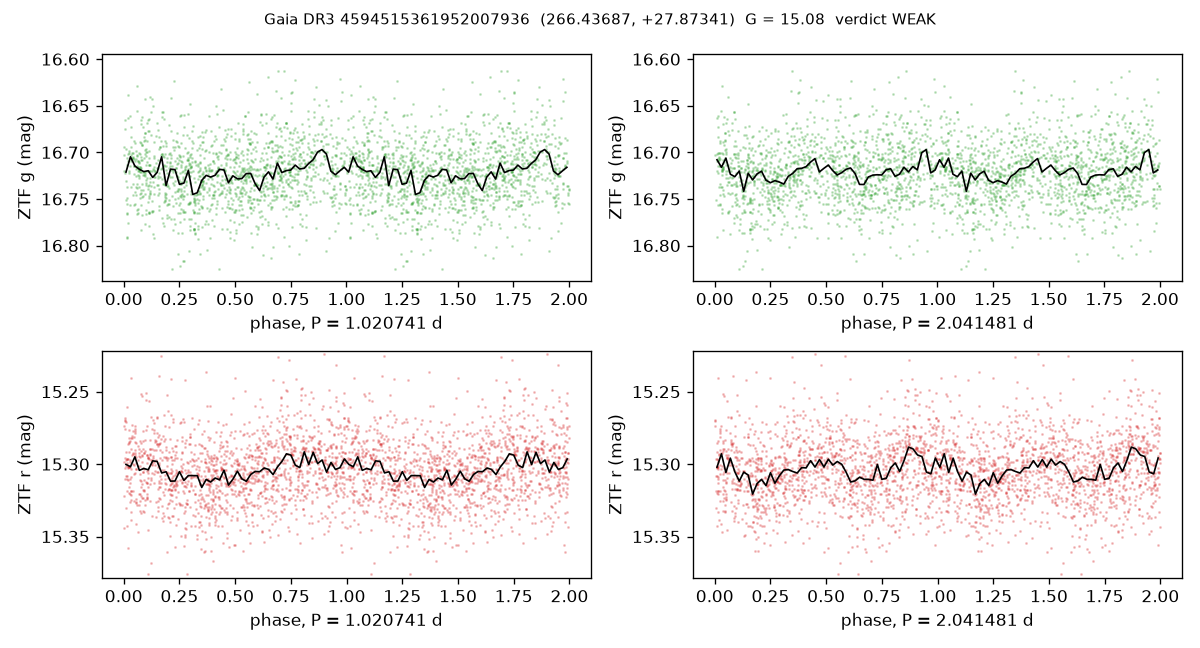 Gaia DR3 4594515361952007936  (266.43687, +27.87341)  G = 15.08  verdict WEAK
ZTF g (mag)
16.60
16.65
16.70
16.75
16.80
0.00 0.25 0.50 0.75 1.00 1.25 1.50 1.75 2.00
phase, P = 1.020741 d
ZTF g (mag)
16.60
16.65
16.70
16.75
16.80
0.00 0.25 0.50 0.75 1.00 1.25 1.50 1.75 2.00
phase, P = 2.041481 d
ZTF r (mag)
15.25
15.30
15.35
0.00 0.25 0.50 0.75 1.00 1.25 1.50 1.75 2.00
phase, P = 1.020741 d
ZTF r (mag)
15.25
15.30
15.35
0.00 0.25 0.50 0.75 1.00 1.25 1.50 1.75 2.00
phase, P = 2.041481 d